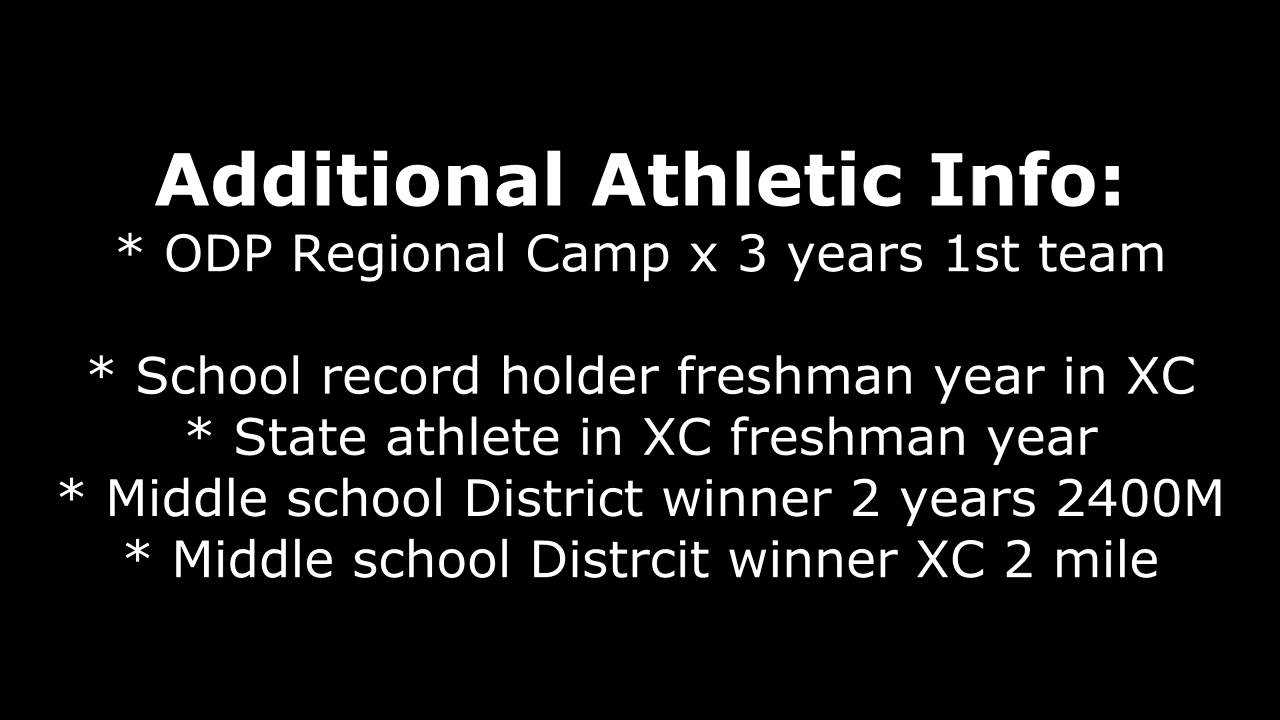 Additional Athletic Info:
* ODP Regional Camp x 3 years 1st team
* School record holder freshman year in XC
* State athlete in XC freshman year
* Middle school District winner 2 years 2400M
* Middle school Distrcit winner XC 2 mile